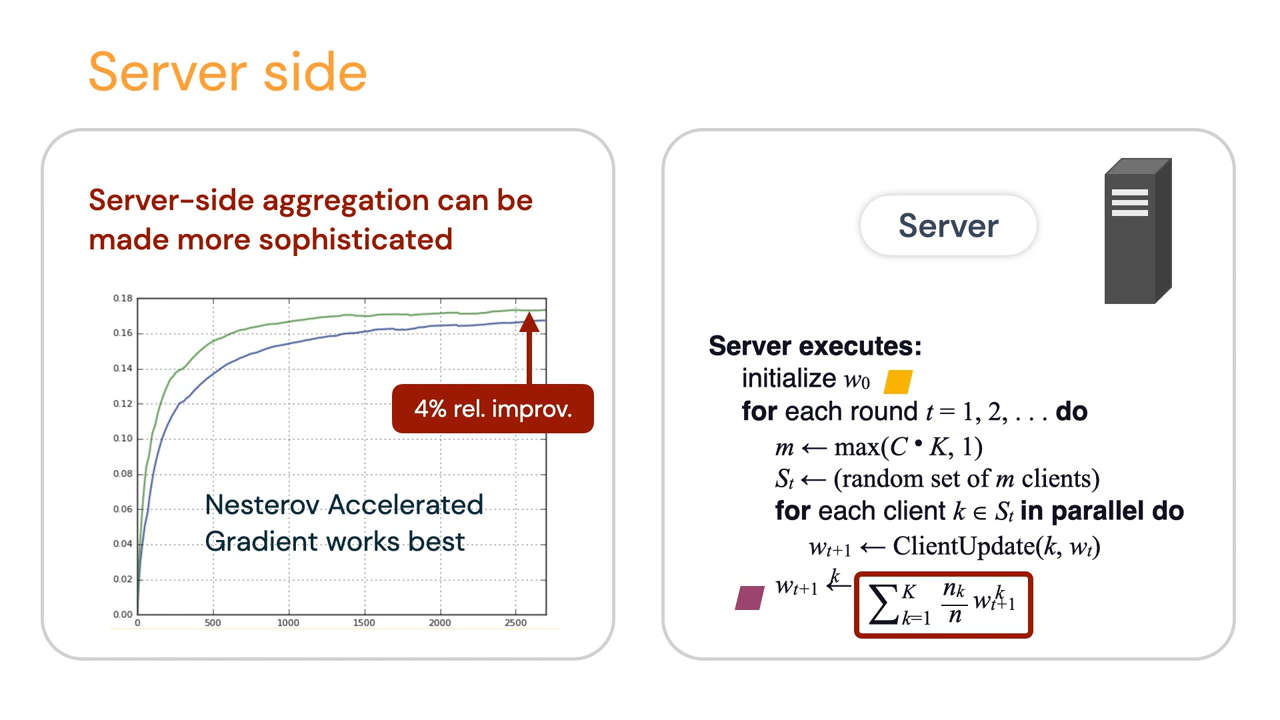 Server side
Server-side aggregation can be
made more sophisticated
0.18
0.16
0.14
0.12
0.10
0.08
0.06
0.04
0.02
0.00
0 500 1000 1500 2000 2500
4% rel. improv.
Nesterov Accelerated
Gradient works best
Server
Server executes:
initialize w₀
for each round t = 1, 2, . . . do
m ← max(C • K, 1)
Sₜ ← (random set of m clients)
for each client k ∈ Sₜ in parallel do
wₜ₊₁ ← ClientUpdate(k, wₜ)
k
wₜ₊₁ ← ∑ᴷₖ₌₁ nₖ/n wᵏₜ₊₁